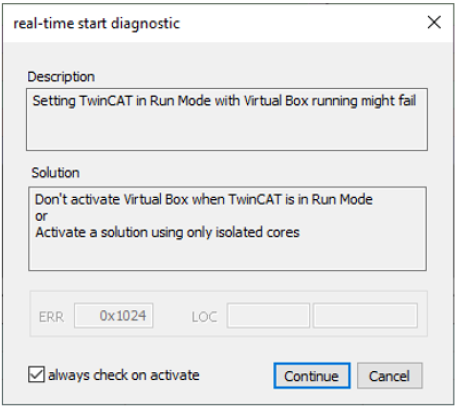 real-time start diagnostic
Description
Setting TwinCAT in Run Mode with Virtual Box running might fail
Solution
Don't activate Virtual Box when TwinCAT is in Run Mode
or
Activate a solution using only isolated cores
ERR 0x1024 LOC
always check on activate Continue Cancel